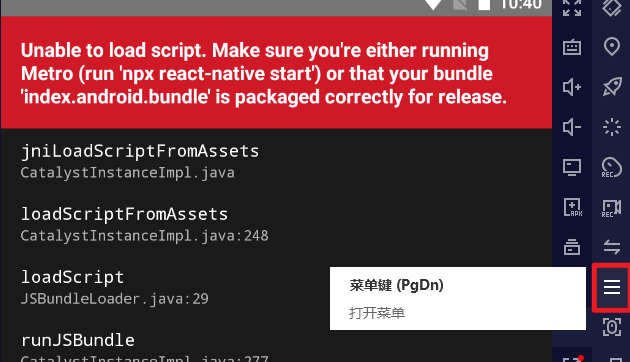 10:40
Unable to load script. Make sure you're either running
Metro (run 'npx react-native start') or that your bundle
'index.android.bundle' is packaged correctly for release.
jniLoadScriptFromAssets
CatalystInstanceImpl.java
loadScriptFromAssets
CatalystInstanceImpl.java:248
loadScript
JSBundleLoader.java:29
runJSBundle
CatalystInstanceImpl.java:277
菜单键 (PgDn)
打开菜单
REC
APK
REC